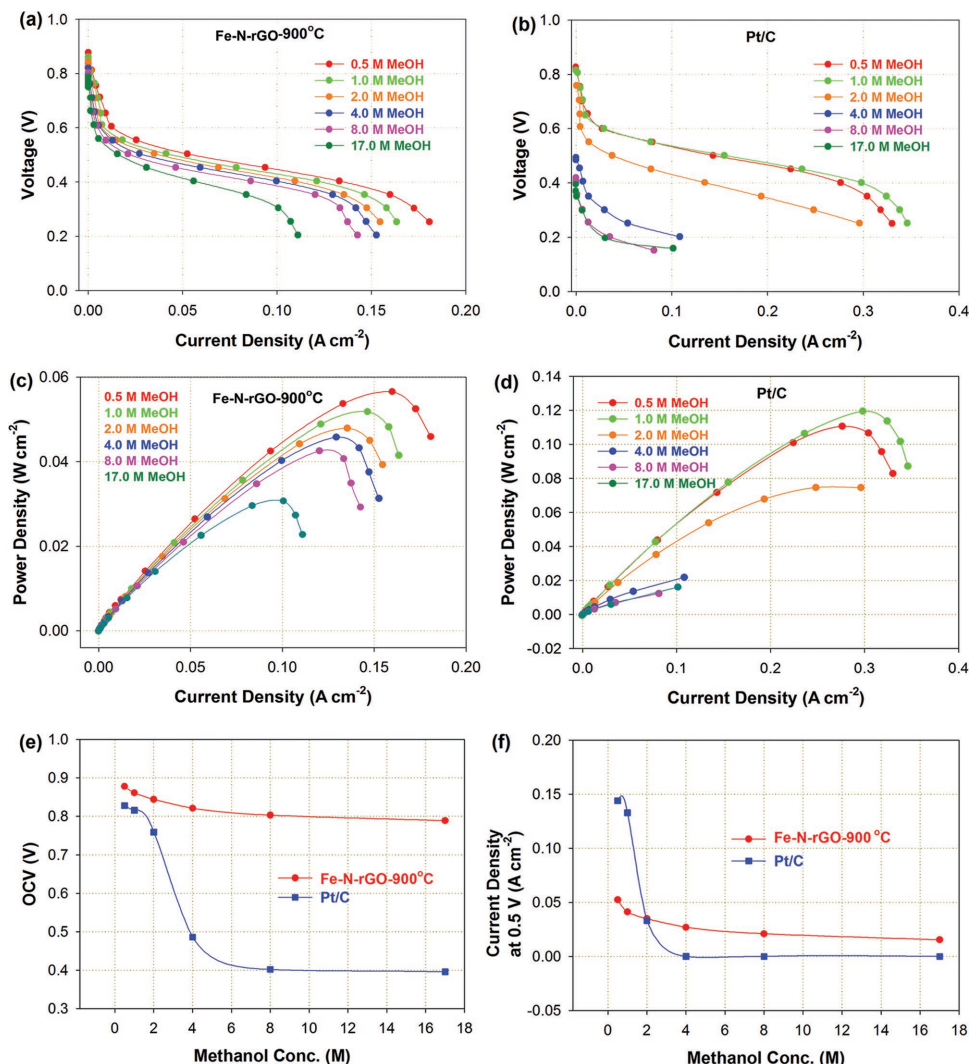 (a)
Fe-N-rGO-900°C
1.0
0.8
0.6
0.4
0.2
0.0
Voltage (V)
0.5 M MeOH
1.0 M MeOH
2.0 M MeOH
4.0 M MeOH
8.0 M MeOH
17.0 M MeOH
0.00 0.05 0.10 0.15 0.20
Current Density (A cm⁻²)
(b)
Pt/C
1.0
0.8
0.6
0.4
0.2
0.0
Voltage (V)
0.5 M MeOH
1.0 M MeOH
2.0 M MeOH
4.0 M MeOH
8.0 M MeOH
17.0 M MeOH
0.0 0.1 0.2 0.3 0.4
Current Density (A cm⁻²)
(c)
Fe-N-rGO-900°C
0.06
0.04
0.02
0.00
Power Density (W cm⁻²)
0.5 M MeOH
1.0 M MeOH
2.0 M MeOH
4.0 M MeOH
8.0 M MeOH
17.0 M MeOH
0.00 0.05 0.10 0.15 0.20
Current Density (A cm⁻²)
(d)
Pt/C
0.14
0.12
0.10
0.08
0.06
0.04
0.02
0.00
-0.02
Power Density (W cm⁻²)
0.5 M MeOH
1.0 M MeOH
2.0 M MeOH
4.0 M MeOH
8.0 M MeOH
17.0 M MeOH
0.0 0.1 0.2 0.3 0.4
Current Density (A cm⁻²)
(e)
1.0
0.9
0.8
0.7
0.6
0.5
0.4
0.3
OCV (V)
Fe-N-rGO-900°C
Pt/C
0 2 4 6 8 10 12 14 16 18
Methanol Conc. (M)
(f)
0.20
0.15
0.10
0.05
0.00
-0.05
Current Density
at 0.5 V (A cm⁻²)
Fe-N-rGO-900 °C
Pt/C
0 2 4 6 8 10 12 14 16 18
Methanol Conc. (M)